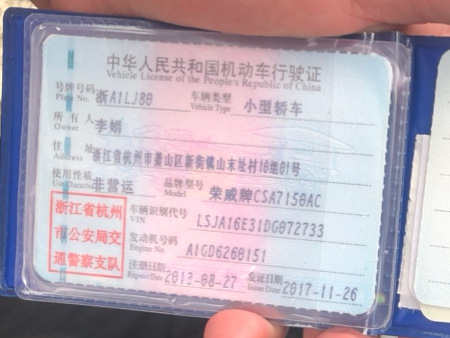 中华人民共和国机动车行驶证
Vehicle License of the People's Republic of China
号牌号码 Plate No. 浙A1LJ80 车辆类型 Vehicle Type 小型轿车
所有人 Owner 李娟
住址 Address 浙江省杭州市萧山区新街镇山末址村10组01号
使用性质 Use Character 非营运 品牌型号 Model 荣威牌CSA7150AC
浙江省杭州
市公安局交
通警察支队
车辆识别代号 VIN LSJA16E31DG072733
发动机号码 Engine No. A1GD6260151
注册日期 Register Date 2013-08-27 发证日期 Issue Date 2017-11-26